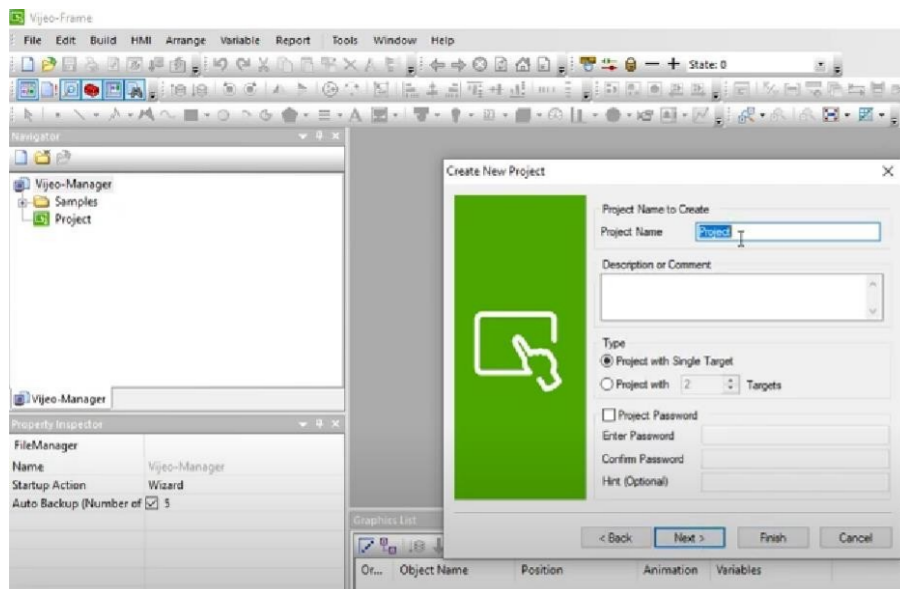 Vijeo-Frame
File Edit Build HMI Arrange Variable Report Tools Window Help
State: 0
Navigator
Vijeo-Manager
Samples
Project
Vijeo-Manager
Property Inspector
FileManager
Name Vijeo-Manager
Startup Action Wizard
Auto Backup (Number of 5
Create New Project
Project Name to Create
Project Name Project
Description or Comment
Type
Project with Single Target
Project with 2 Targets
Project Password
Enter Password
Confirm Password
Hint (Optional)
< Back Next > Finish Cancel
Graphics List
Or... Object Name Position Animation Variables